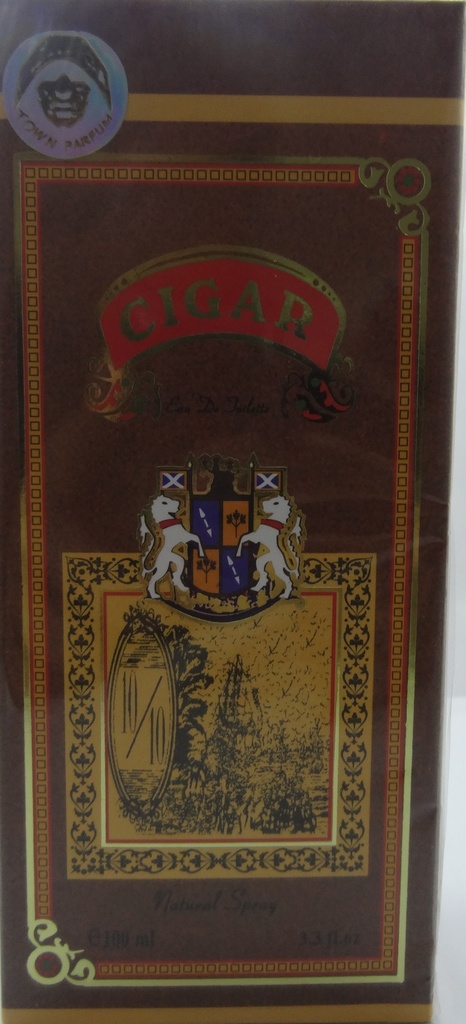 TOWN PARFUM
CIGAR
Eau De Toilette
10/10
Natural Spray
e 100 ml 3.3 fl.oz